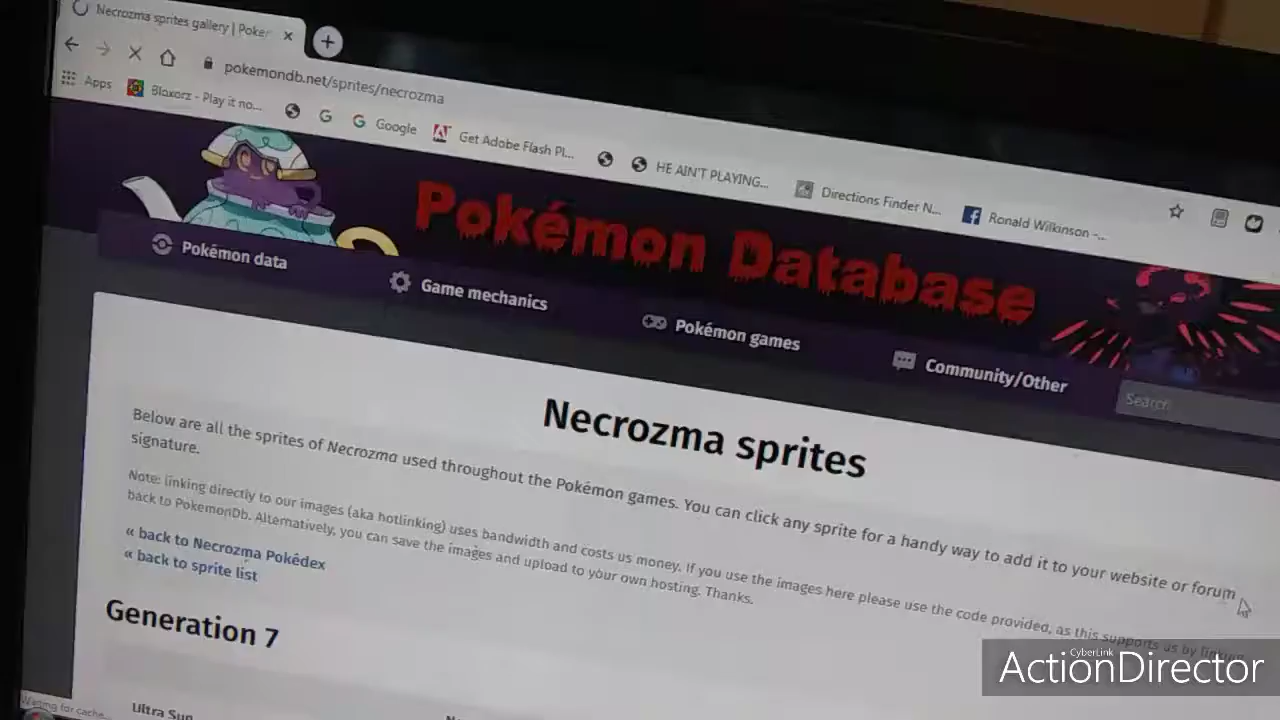 Necrozma sprites gallery | Poker
pokemondb.net/sprites/necrozma
Apps
Bloxorz - Play it no...
Google
Get Adobe Flash Pl...
HE AIN'T PLAYING...
Directions Finder N...
Ronald Wilkinson -...
Pokémon Database
Pokémon data
Game mechanics
Pokémon games
Community/Other
Search
Necrozma sprites
Below are all the sprites of Necrozma used throughout the Pokémon games. You can click any sprite for a handy way to add it to your website or forum
signature.
Note: linking directly to our images (aka hotlinking) uses bandwidth and costs us money. If you use the images here please use the code provided, as this supports us by linking
back to PokemonDb. Alternatively, you can save the images and upload to your own hosting. Thanks.
« back to Necrozma Pokédex
« back to sprite list
Generation 7
Ultra Sun
Waiting for cache...
CyberLink
ActionDirector